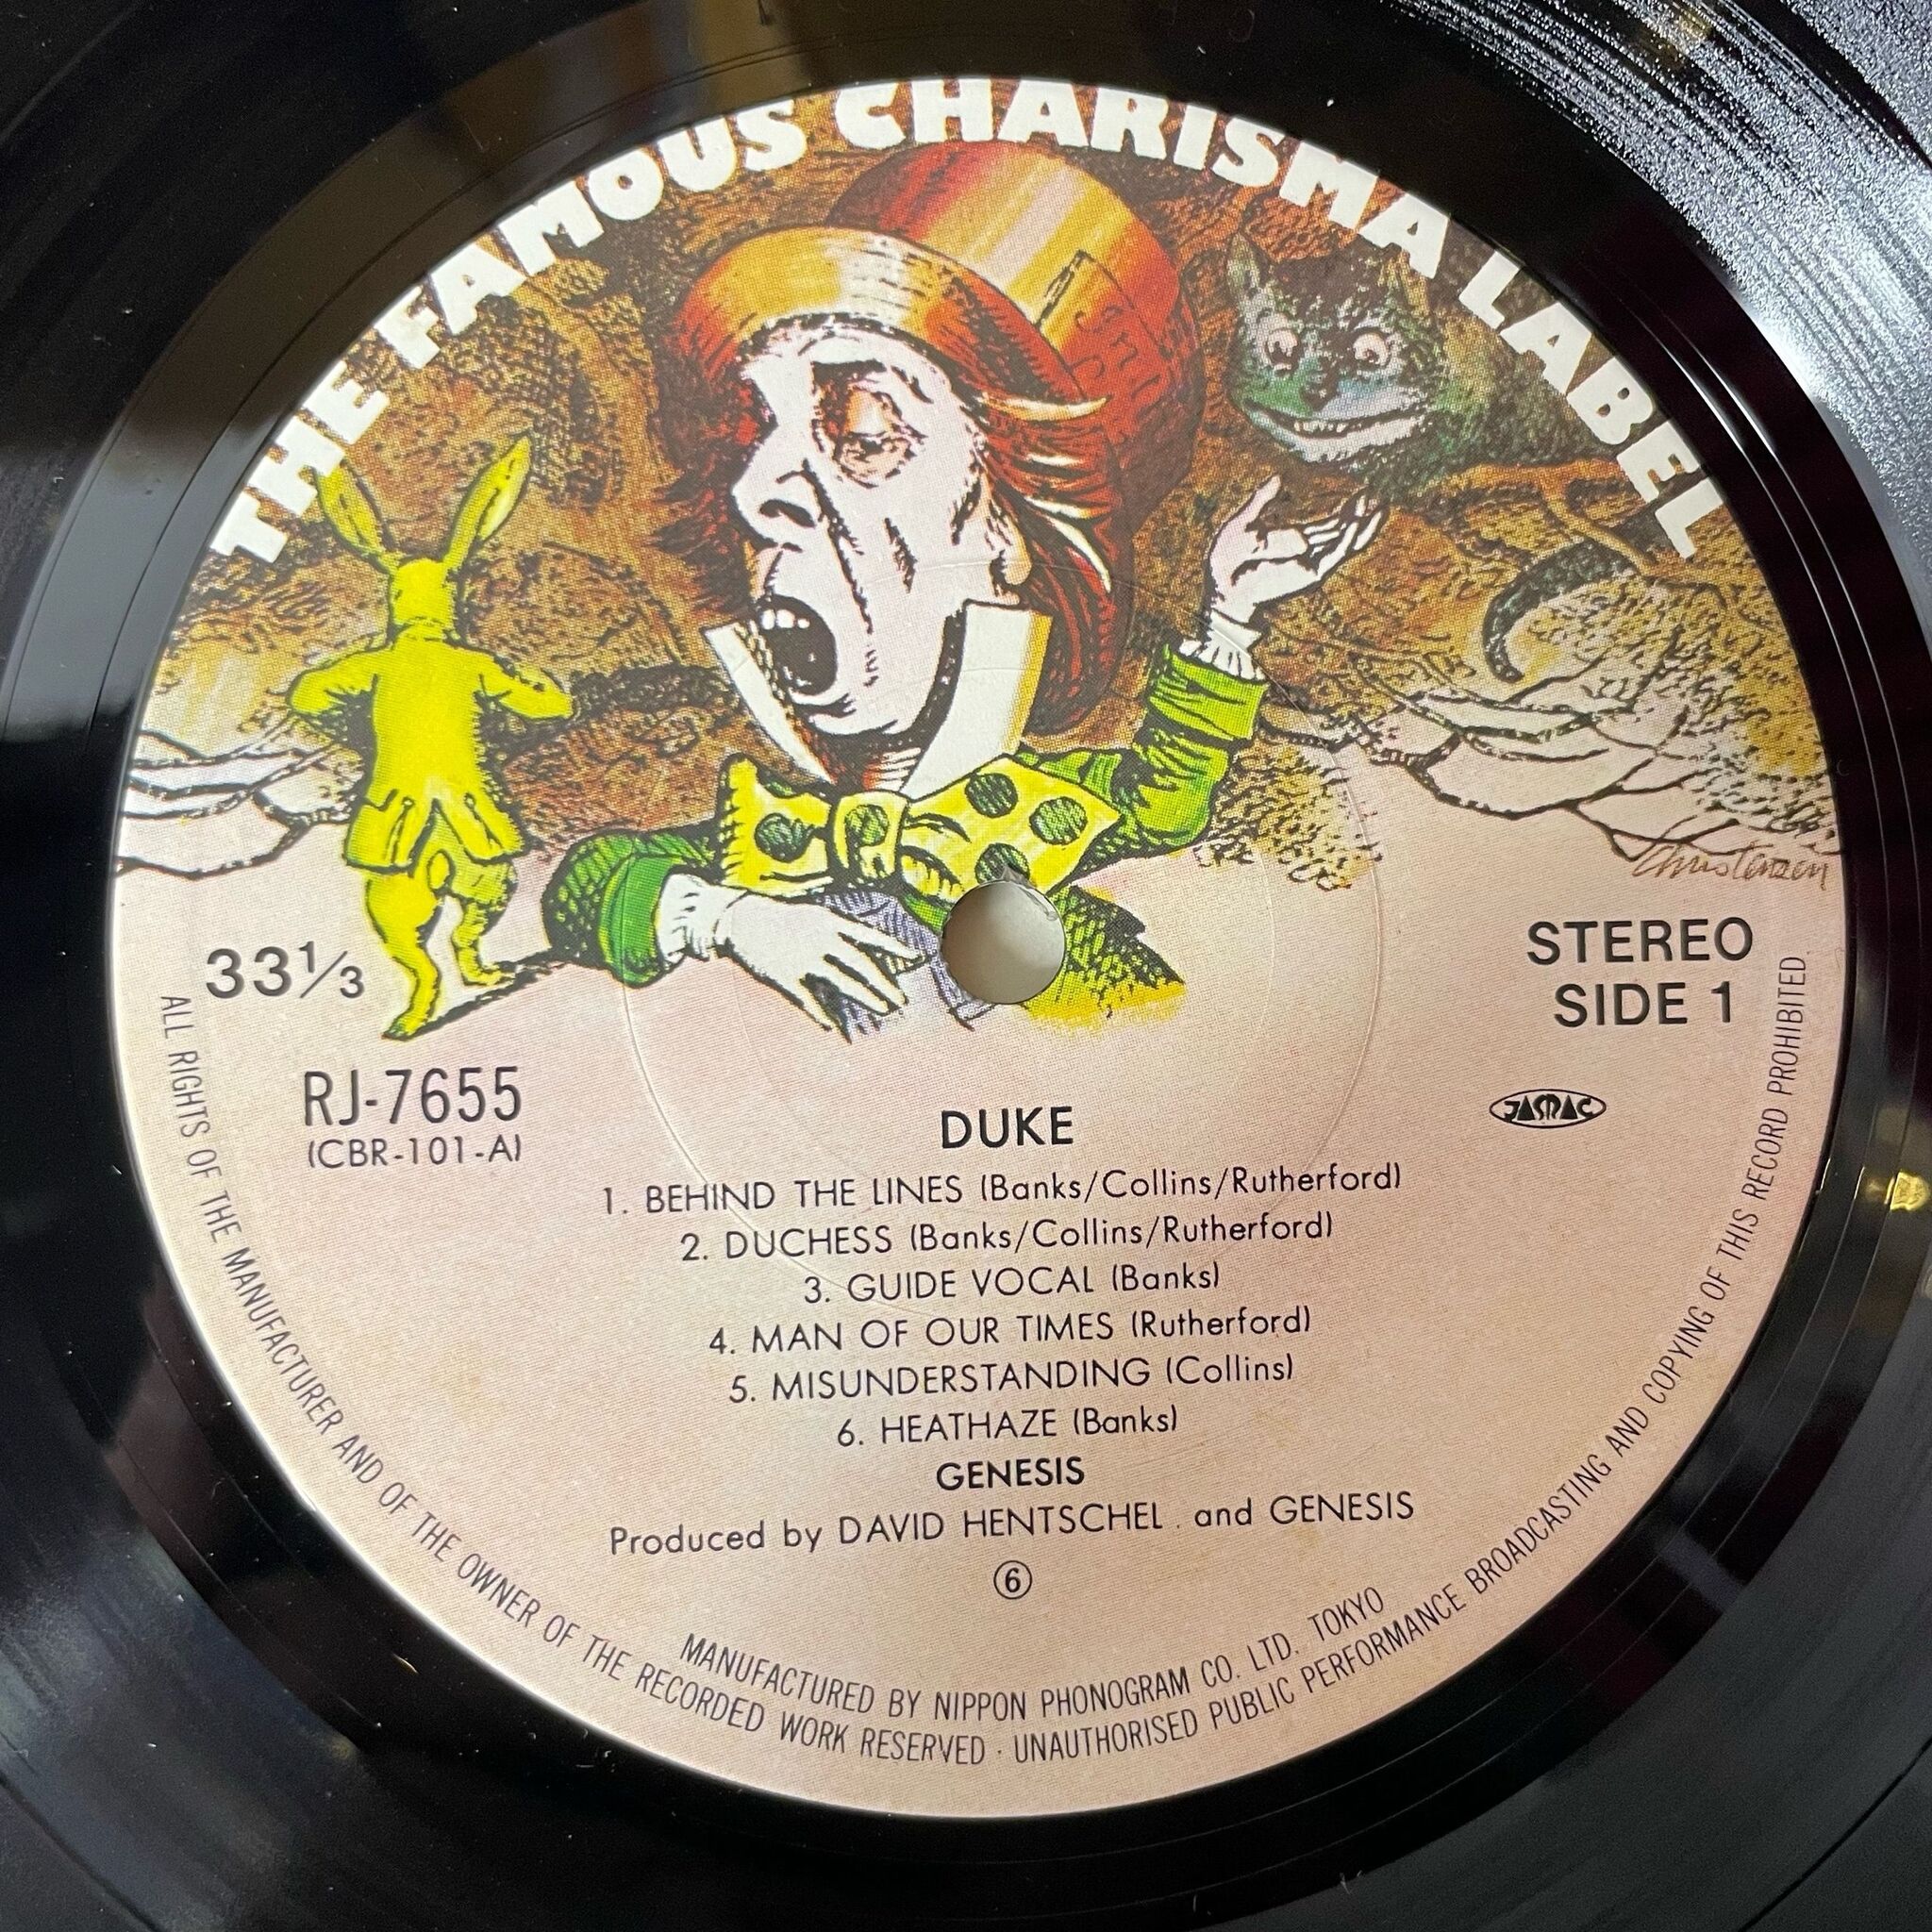 THE FAMOUS CHARISMA LABEL
Christensen
33⅓
STEREO
SIDE 1
RJ-7655
(CBR-101-A)
JASRAC
DUKE
1. BEHIND THE LINES (Banks/Collins/Rutherford)
2. DUCHESS (Banks/Collins/Rutherford)
3. GUIDE VOCAL (Banks)
4. MAN OF OUR TIMES (Rutherford)
5. MISUNDERSTANDING (Collins)
6. HEATHAZE (Banks)
GENESIS
Produced by DAVID HENTSCHEL . and GENESIS
⑥
MANUFACTURED BY NIPPON PHONOGRAM CO. LTD. TOKYO
ALL RIGHTS OF THE MANUFACTURER AND OF THE OWNER OF THE RECORDED WORK RESERVED · UNAUTHORISED PUBLIC PERFORMANCE BROADCASTING AND COPYING OF THIS RECORD PROHIBITED.